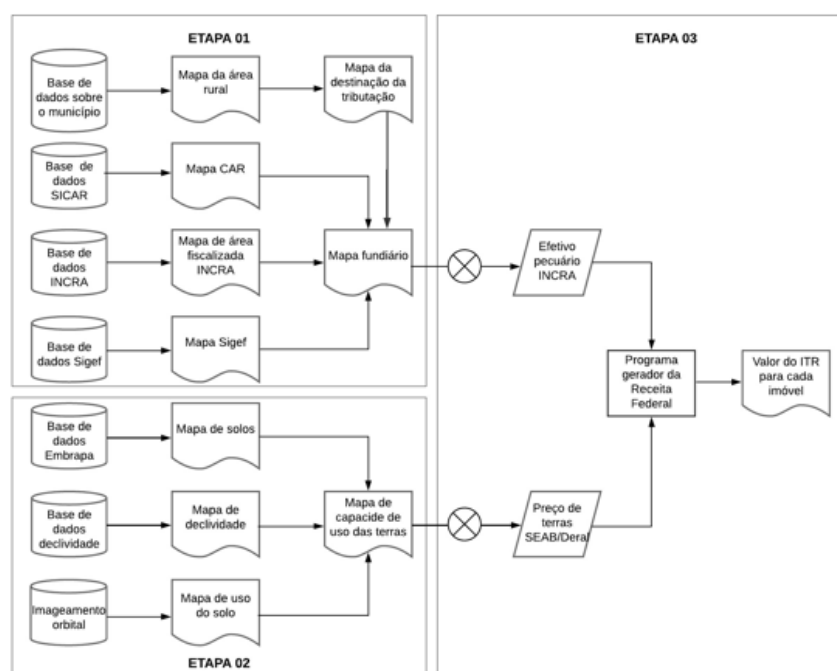 ETAPA 01
Base de
dados sobre
o município
Mapa da área
rural
Mapa da
destinação da
tributação
Base de
dados
SICAR
Mapa CAR
Base de
dados
INCRA
Mapa de área
fiscalizada
INCRA
Mapa fundiário
Base de
dados Sigef
Mapa Sigef
Base de
dados
Embrapa
Mapa de solos
Base de
dados
declividade
Mapa de
declividade
Mapa de
capacide de
uso das terras
Imageamento
orbital
Mapa de uso
do solo
ETAPA 02
ETAPA 03
Efetivo
pecuário
INCRA
Programa
gerador da
Receita
Federal
Valor do ITR
para cada
imóvel
Preço de
terras
SEAB/Deral